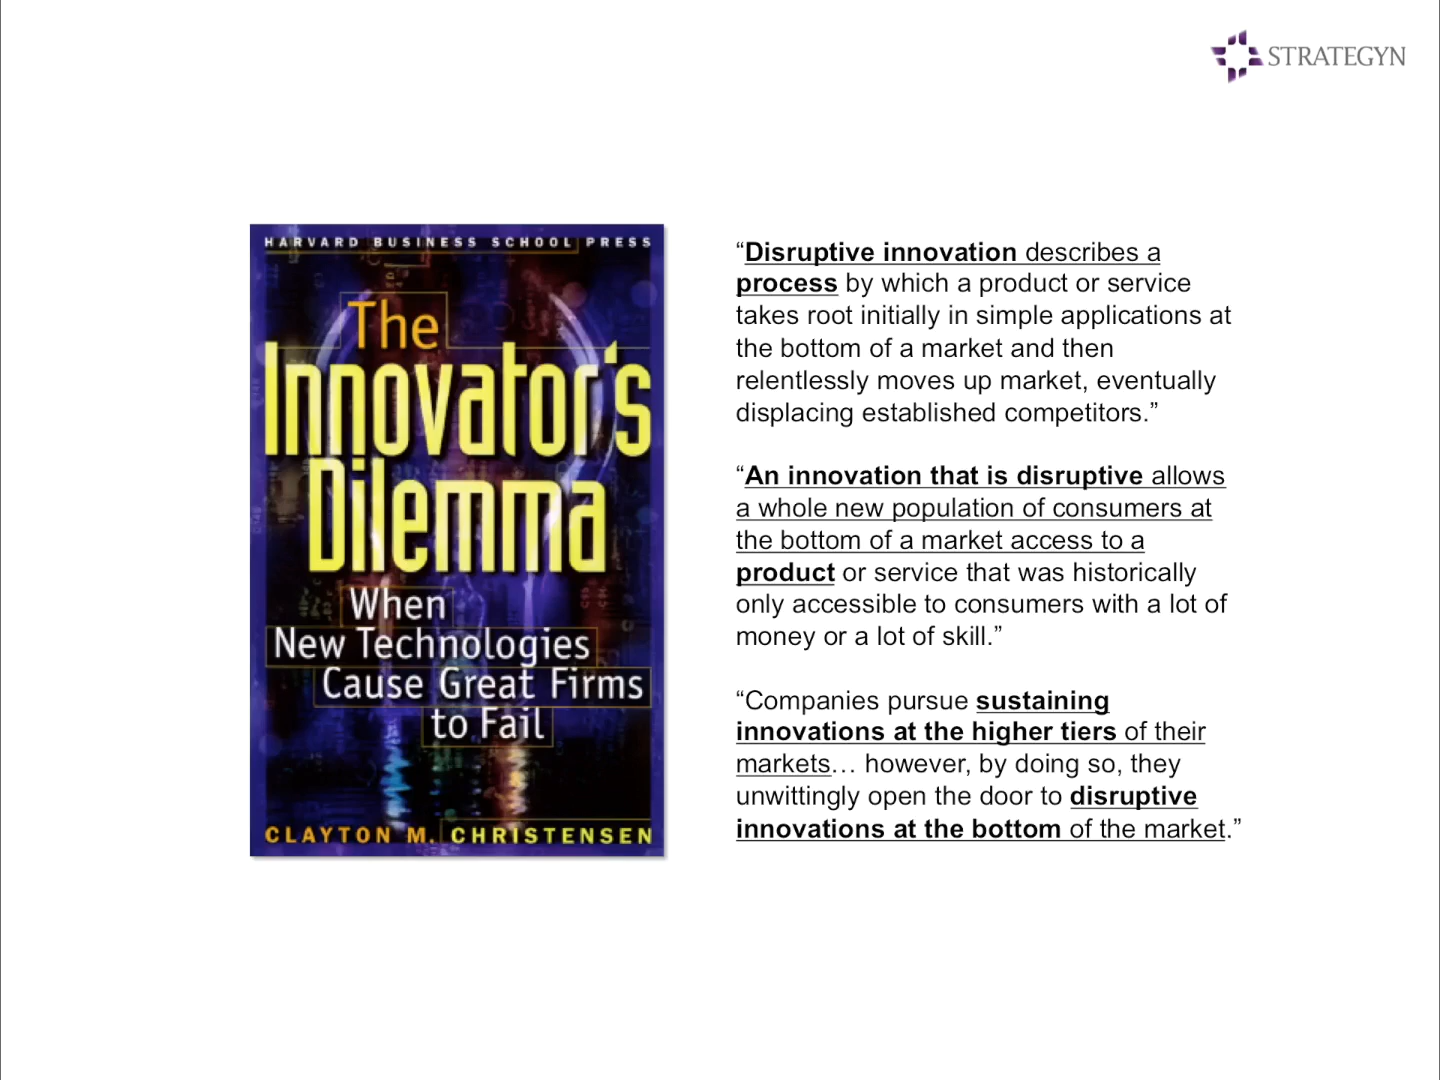 STRATEGYN
HARVARD BUSINESS SCHOOL PRESS
The
Innovator's
Dilemma
When
New Technologies
Cause Great Firms
to Fail
CLAYTON M. CHRISTENSEN
“Disruptive innovation describes a
process by which a product or service
takes root initially in simple applications at
the bottom of a market and then
relentlessly moves up market, eventually
displacing established competitors.”
“An innovation that is disruptive allows
a whole new population of consumers at
the bottom of a market access to a
product or service that was historically
only accessible to consumers with a lot of
money or a lot of skill.”
“Companies pursue sustaining
innovations at the higher tiers of their
markets… however, by doing so, they
unwittingly open the door to disruptive
innovations at the bottom of the market.”